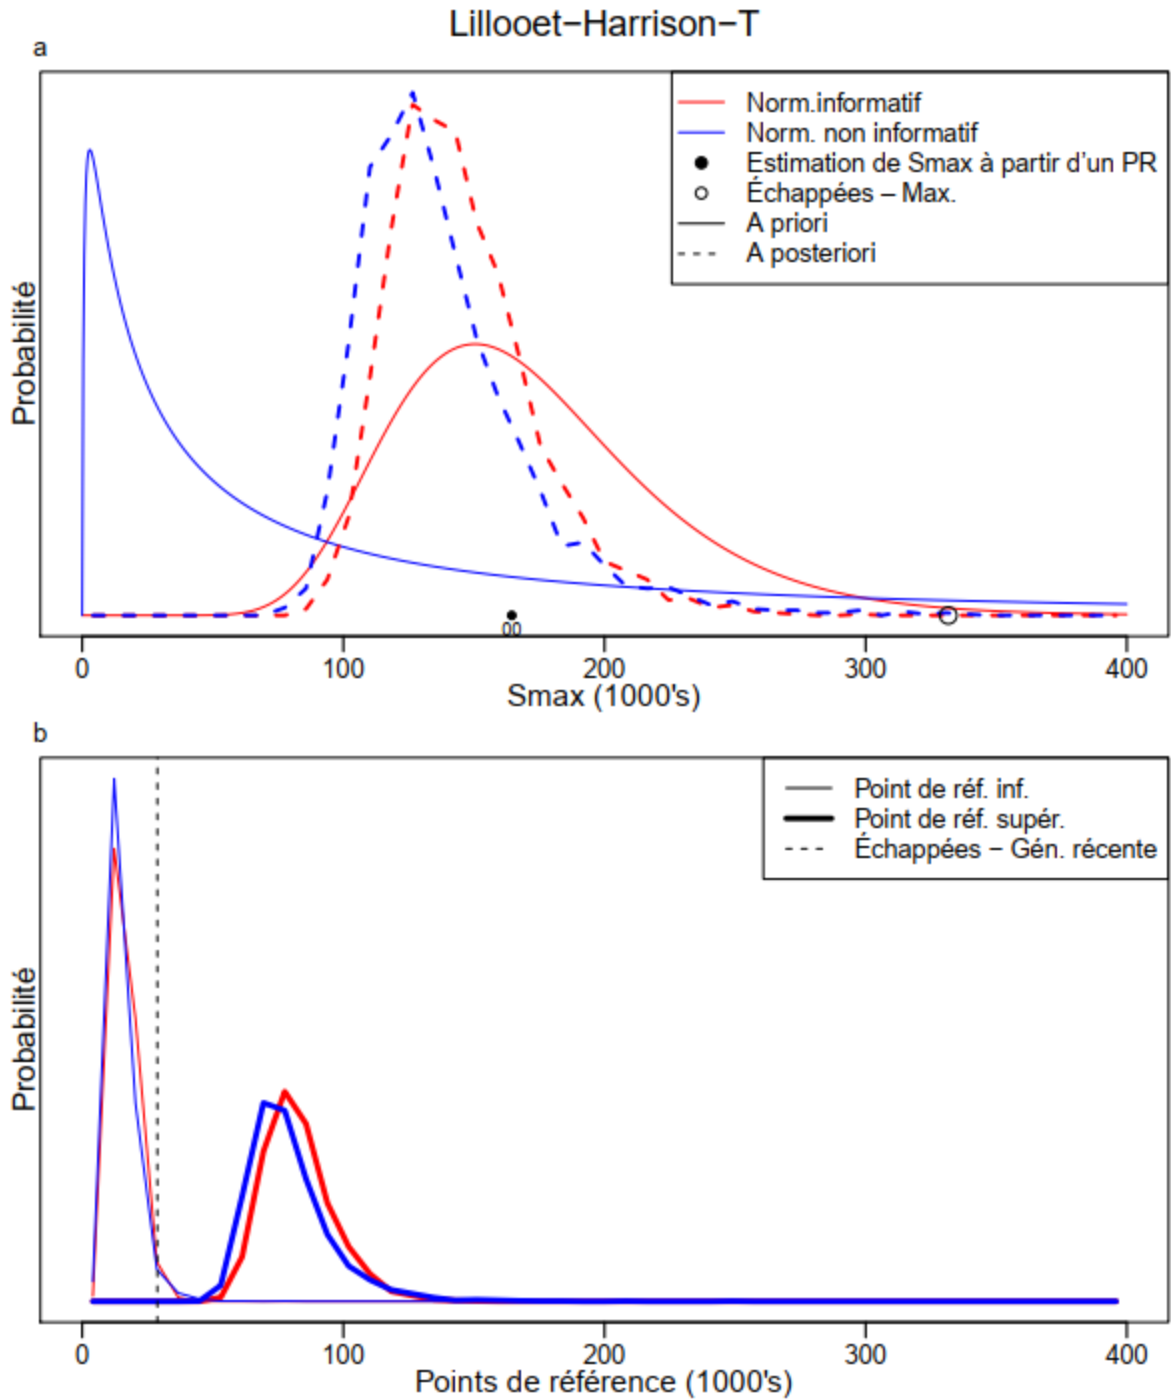 Lillooet−Harrison−T
a
Norm.informatif
Norm. non informatif
Estimation de Smax à partir d'un PR
Échappées – Max.
A priori
A posteriori
Probabilité
00
0 100 200 300 400
Smax (1000's)
b
Point de réf. inf.
Point de réf. supér.
Échappées − Gén. récente
Probabilité
0 100 200 300 400
Points de référence (1000's)